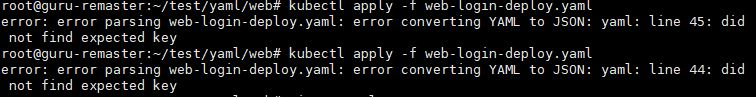 root@guru-remaster:~/test/yaml/web# kubectl apply -f web-login-deploy.yaml
error: error parsing web-login-deploy.yaml: error converting YAML to JSON: yaml: line 45: did
 not find expected key
root@guru-remaster:~/test/yaml/web# kubectl apply -f web-login-deploy.yaml
error: error parsing web-login-deploy.yaml: error converting YAML to JSON: yaml: line 44: did
 not find expected key